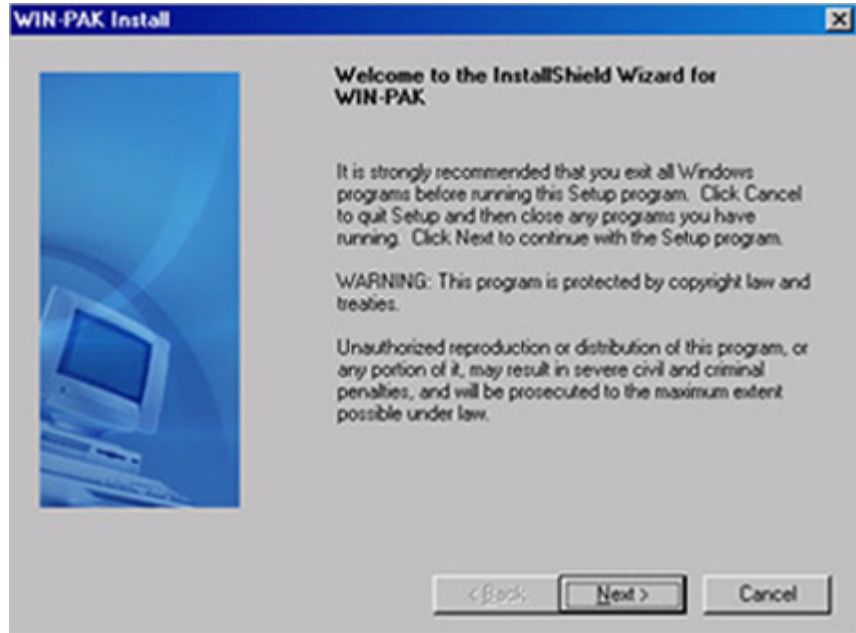 WIN-PAK Install
Welcome to the InstallShield Wizard for
WIN-PAK
It is strongly recommended that you exit all Windows
programs before running this Setup program. Click Cancel
to quit Setup and then close any programs you have
running. Click Next to continue with the Setup program.
WARNING: This program is protected by copyright law and
treaties.
Unauthorized reproduction or distribution of this program, or
any portion of it, may result in severe civil and criminal
penalties, and will be prosecuted to the maximum extent
possible under law.
< Back
Next >
Cancel